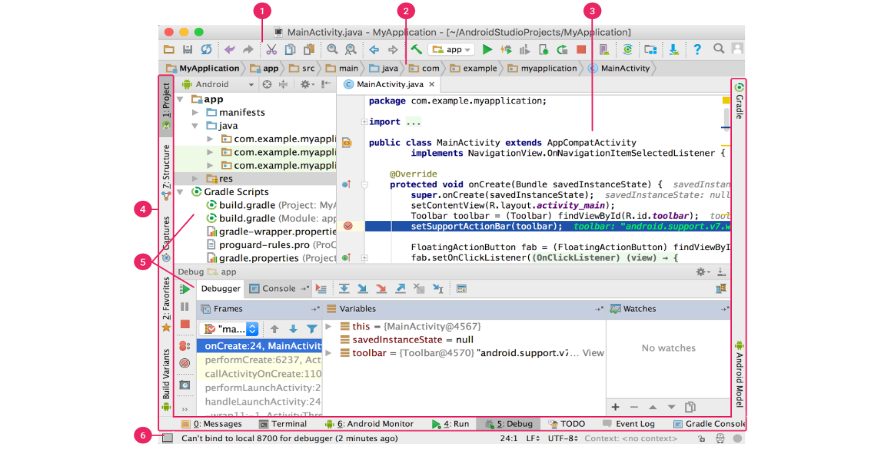 1
2
3
MainActivity.java - MyApplication - [~/AndroidStudioProjects/MyApplication]
app
MyApplication app src main java com example myapplication MainActivity
Android
MainActivity.java ×
1: Project
Z: Structure
Captures
2: Favorites
Build Variants
4
5
6
app
manifests
java
com.example.myappli
com.example.myappli
com.example.myappli
res
Gradle Scripts
build.gradle (Project: MyA
build.gradle (Module: app
gradle-wrapper.propertie
proguard-rules.pro (ProC
gradle.properties (Project
package com.example.myapplication;
import ...
public class MainActivity extends AppCompatActivity
implements NavigationView.OnNavigationItemSelectedListener {
@Override
protected void onCreate(Bundle savedInstanceState) { savedInstan
super.onCreate(savedInstanceState); savedInstanceState: null
setContentView(R.layout.activity_main);
Toolbar toolbar = (Toolbar) findViewById(R.id.toolbar); tool
setSupportActionBar(toolbar); toolbar: "android.support.v7.w
FloatingActionButton fab = (FloatingActionButton) findViewByI
fab.setOnClickListener((OnClickListener) (view) → {
Gradle
Android Model
Debug app
Debugger Console
Frames
Variables
Watches
"ma...
onCreate:24, MainActivit
performCreate:6237, Act
callActivityOnCreate:110
performLaunchActivity:2
handleLaunchActivity:24
-wrap11:-1, ActivityThre
this = {MainActivity@4567}
savedInstanceState = null
toolbar = {Toolbar@4570} "android.support.v7... View
No watches
0: Messages Terminal 6: Android Monitor 4: Run 5: Debug TODO Event Log Gradle Console
Can't bind to local 8700 for debugger (2 minutes ago) 24:1 LF UTF-8 Context: <no context>